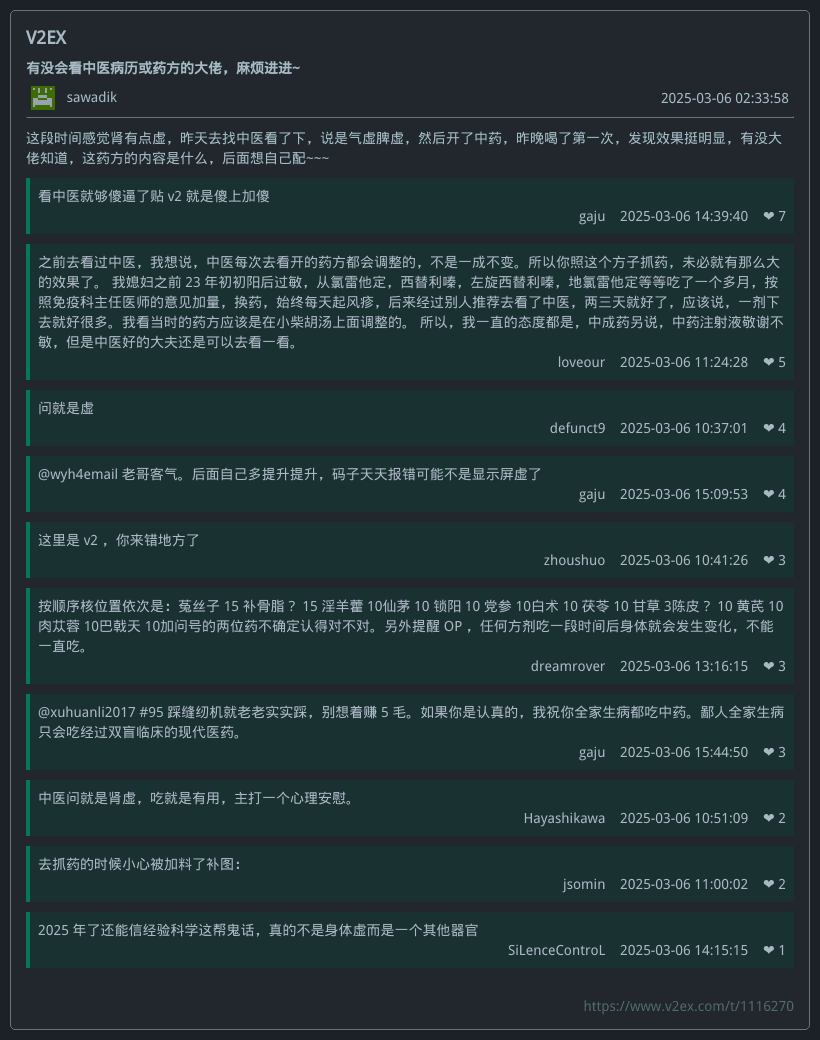 V2EX
有没会看中医病历或药方的大佬，麻烦进进~
sawadik
2025-03-06 02:33:58
这段时间感觉肾有点虚，昨天去找中医看了下，说是气虚脾虚，然后开了中药，昨晚喝了第一次，发现效果挺明显，有没大
佬知道，这药方的内容是什么，后面想自己配~~~
看中医就够傻逼了贴 v2 就是傻上加傻
gaju 2025-03-06 14:39:40 ❤ 7
之前去看过中医，我想说，中医每次去看开的药方都会调整的，不是一成不变。所以你照这个方子抓药，未必就有那么大
的效果了。 我媳妇之前 23 年初初阳后过敏，从氯雷他定，西替利嗪，左旋西替利嗪，地氯雷他定等等吃了一个多月，按
照免疫科主任医师的意见加量，换药，始终每天起风疹，后来经过别人推荐去看了中医，两三天就好了，应该说，一剂下
去就好很多。我看当时的药方应该是在小柴胡汤上面调整的。 所以，我一直的态度都是，中成药另说，中药注射液敬谢不
敏，但是中医好的大夫还是可以去看一看。
loveour 2025-03-06 11:24:28 ❤ 5
问就是虚
defunct9 2025-03-06 10:37:01 ❤ 4
@wyh4email 老哥客气。后面自己多提升提升，码子天天报错可能不是显示屏虚了
gaju 2025-03-06 15:09:53 ❤ 4
这里是 v2 ，你来错地方了
zhoushuo 2025-03-06 10:41:26 ❤ 3
按顺序核位置依次是：菟丝子 15 补骨脂？ 15 淫羊藿 10仙茅 10 锁阳 10 党参 10白术 10 茯苓 10 甘草 3陈皮？ 10 黄芪 10
肉苁蓉 10巴戟天 10加问号的两位药不确定认得对不对。另外提醒 OP ，任何方剂吃一段时间后身体就会发生变化，不能
一直吃。
dreamrover 2025-03-06 13:16:15 ❤ 3
@xuhuanli2017 #95 踩缝纫机就老老实实踩，别想着赚 5 毛。如果你是认真的，我祝你全家生病都吃中药。鄙人全家生病
只会吃经过双盲临床的现代医药。
gaju 2025-03-06 15:44:50 ❤ 3
中医问就是肾虚，吃就是有用，主打一个心理安慰。
Hayashikawa 2025-03-06 10:51:09 ❤ 2
去抓药的时候小心被加料了补图：
jsomin 2025-03-06 11:00:02 ❤ 2
2025 年了还能信经验科学这帮鬼话，真的不是身体虚而是一个其他器官
SiLenceControL 2025-03-06 14:15:15 ❤ 1
https://www.v2ex.com/t/1116270